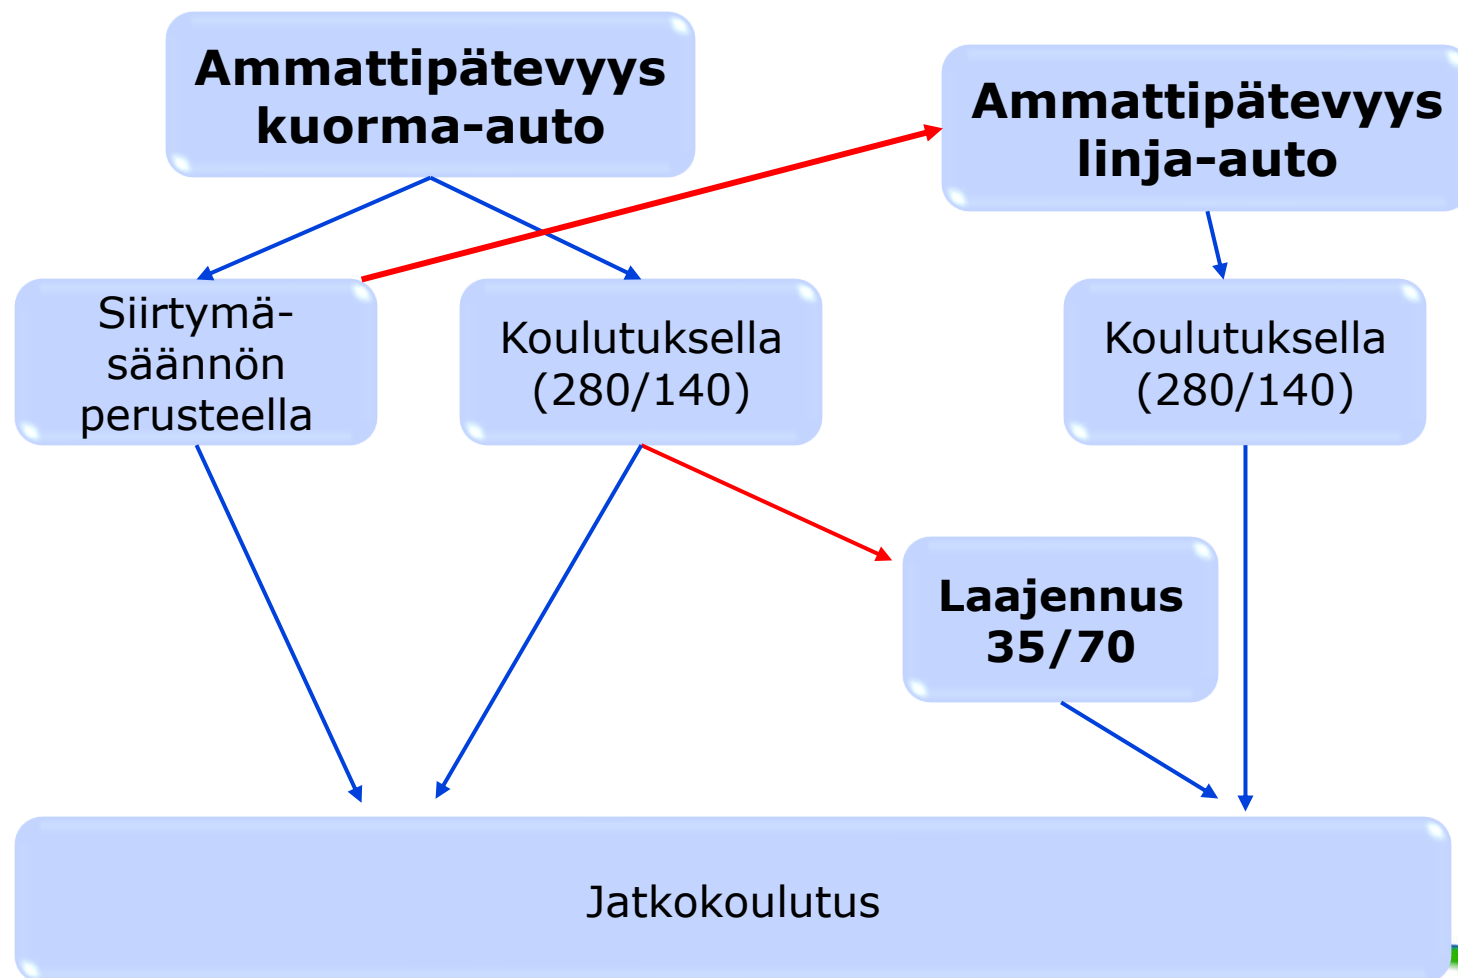 Ammattipätevyys
kuorma-auto
Ammattipätevyys
linja-auto
Siirtymä-
säännön
perusteella
Koulutuksella
(280/140)
Koulutuksella
(280/140)
Laajennus
35/70
Jatkokoulutus